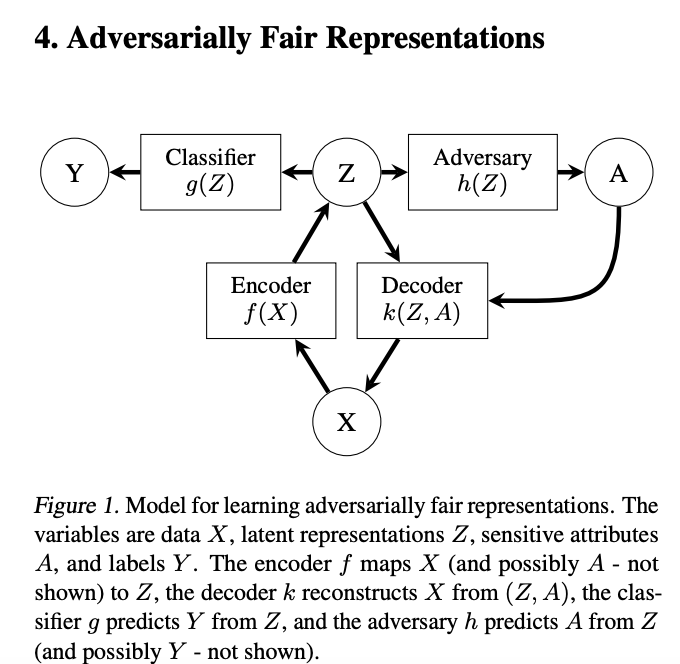 4. Adversarially Fair Representations
Y
Classifier
g(Z)
Z
Adversary
h(Z)
A
Encoder
f(X)
Decoder
k(Z, A)
X
Figure 1. Model for learning adversarially fair representations. The
variables are data X, latent representations Z, sensitive attributes
A, and labels Y. The encoder f maps X (and possibly A - not
shown) to Z, the decoder k reconstructs X from (Z, A), the clas-
sifier g predicts Y from Z, and the adversary h predicts A from Z
(and possibly Y - not shown).